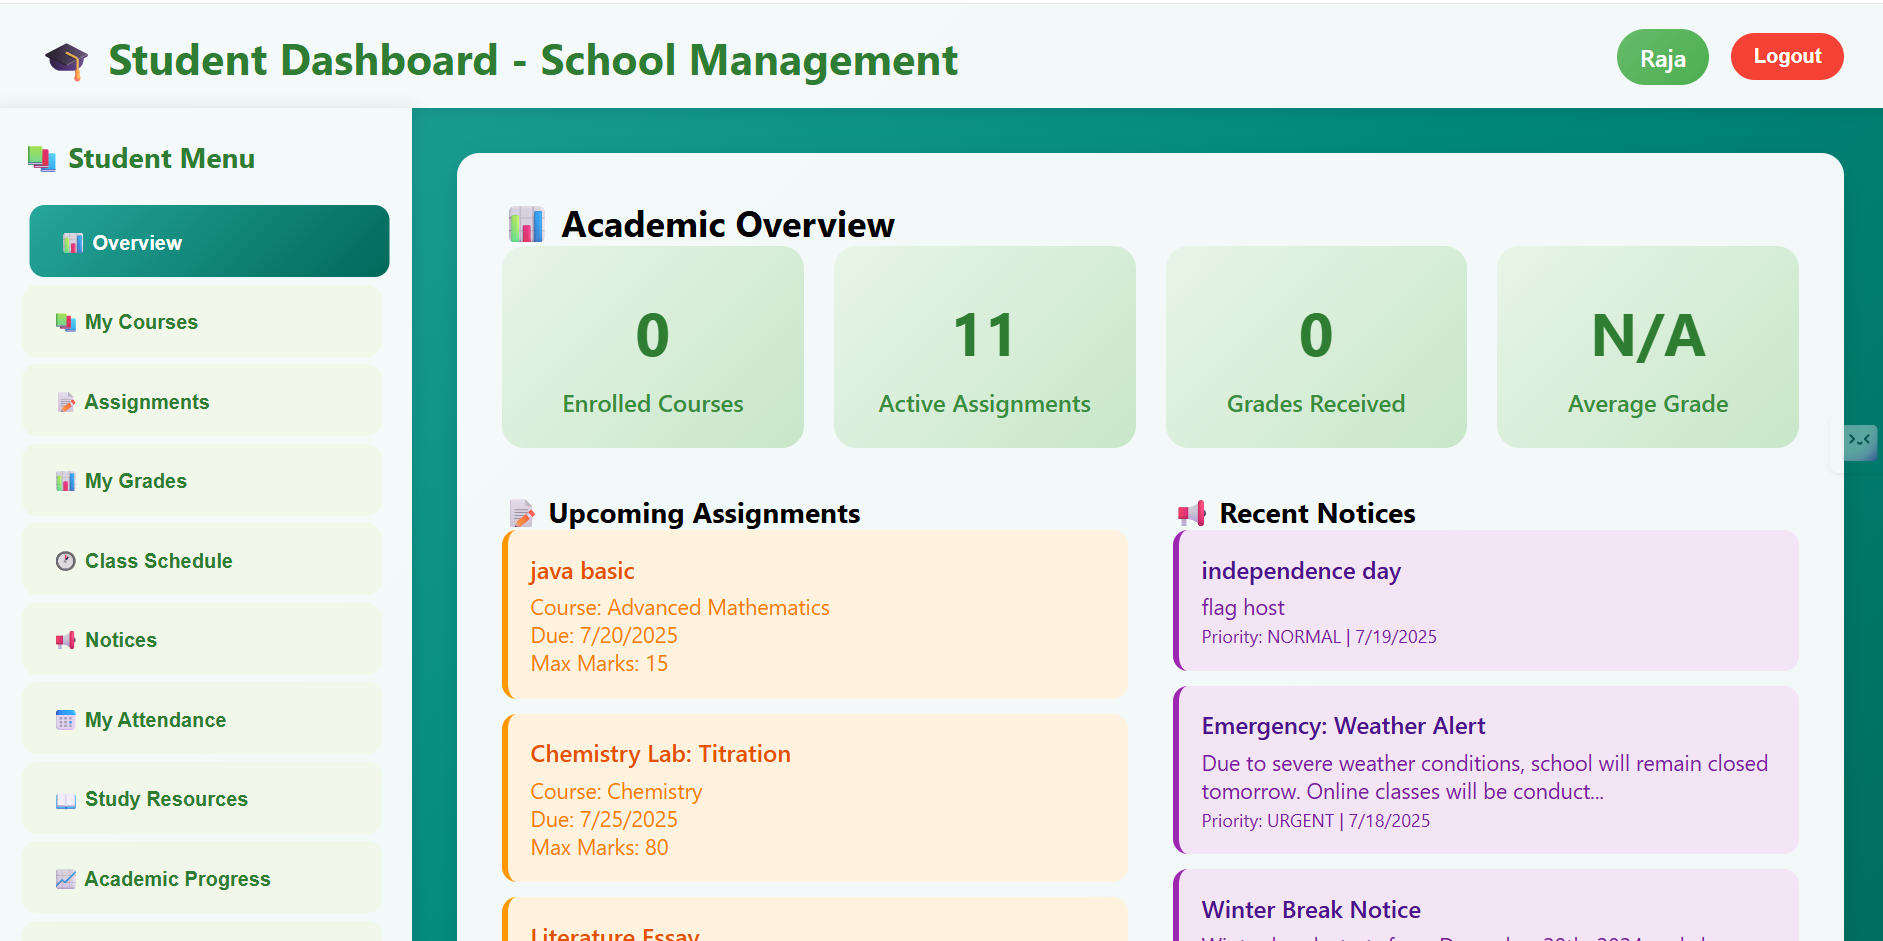 Student Dashboard - School Management
Raja
Logout
Student Menu
Overview
My Courses
Assignments
My Grades
Class Schedule
Notices
My Attendance
Study Resources
Academic Progress
Academic Overview
0
Enrolled Courses
11
Active Assignments
0
Grades Received
N/A
Average Grade
Upcoming Assignments
java basic
Course: Advanced Mathematics
Due: 7/20/2025
Max Marks: 15
Chemistry Lab: Titration
Course: Chemistry
Due: 7/25/2025
Max Marks: 80
Literature Essay
Recent Notices
independence day
flag host
Priority: NORMAL | 7/19/2025
Emergency: Weather Alert
Due to severe weather conditions, school will remain closed
tomorrow. Online classes will be conduct...
Priority: URGENT | 7/18/2025
Winter Break Notice